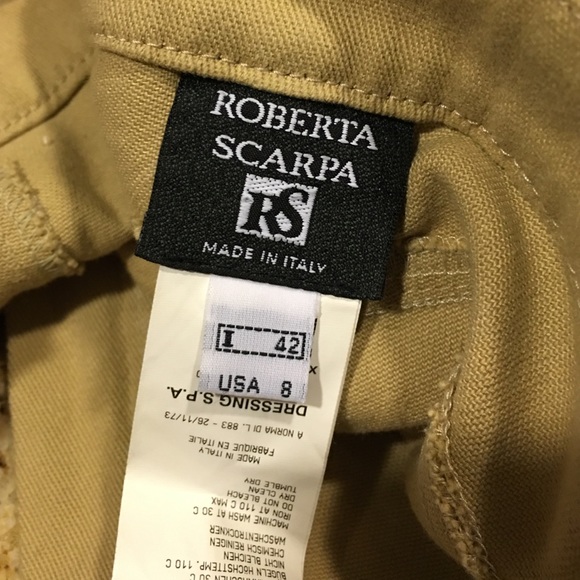 ROBERTA
SCARPA
RS
MADE IN ITALY
I 42
USA 8
DRESSING S.P.A.
A NORMA DI L. 883 - 26/11/73
FABRIQUE EN ITALIE
MADE IN ITALY
TUMBLE DRY
DRY CLEAN
DO NOT BLEACH
IRON AT 110 C MAX
MACHINE WASH AT 30 C
WASCHENTROCKNER
CHEMISCH REINIGEN
NICHT BLEICHEN
BUGELN HÖCHSTTEMP. 110 C
30 C